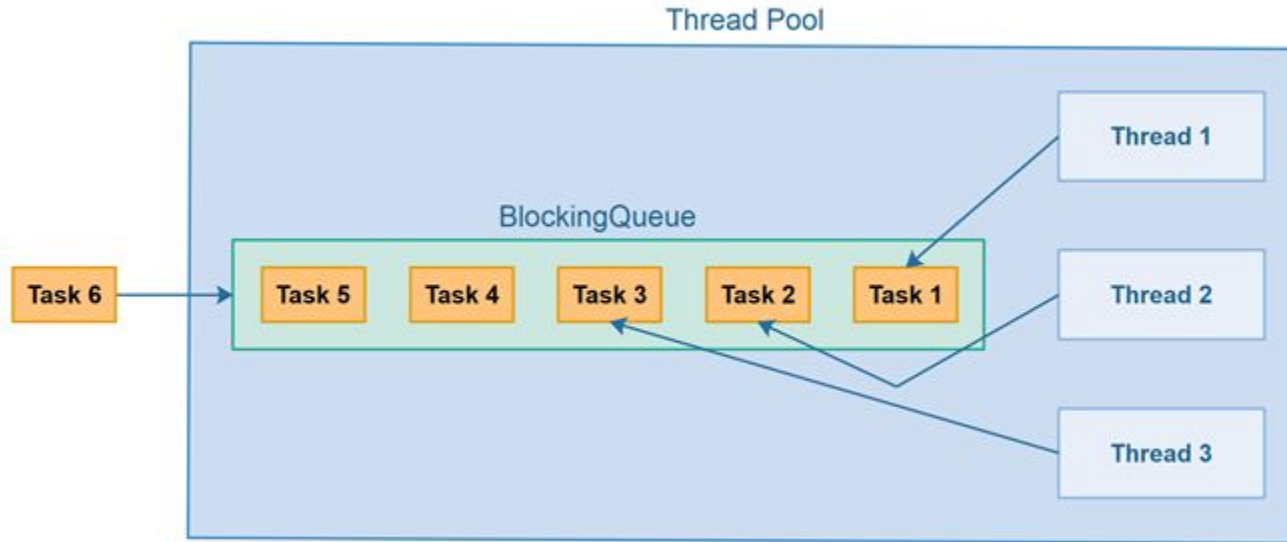 Thread Pool
Thread 1
BlockingQueue
Task 6
Task 5
Task 4
Task 3
Task 2
Task 1
Thread 2
Thread 3